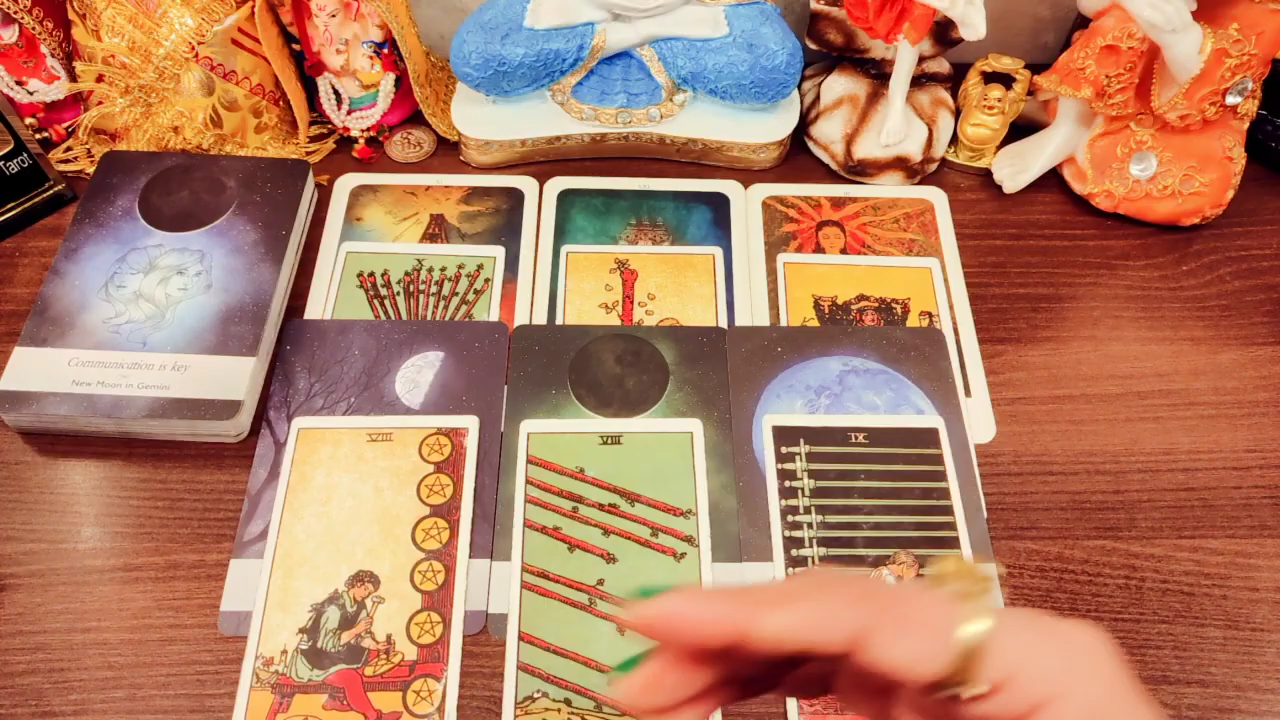 Tarot
X
Communication is key
New Moon in Gemini
VIII
VIII
IX